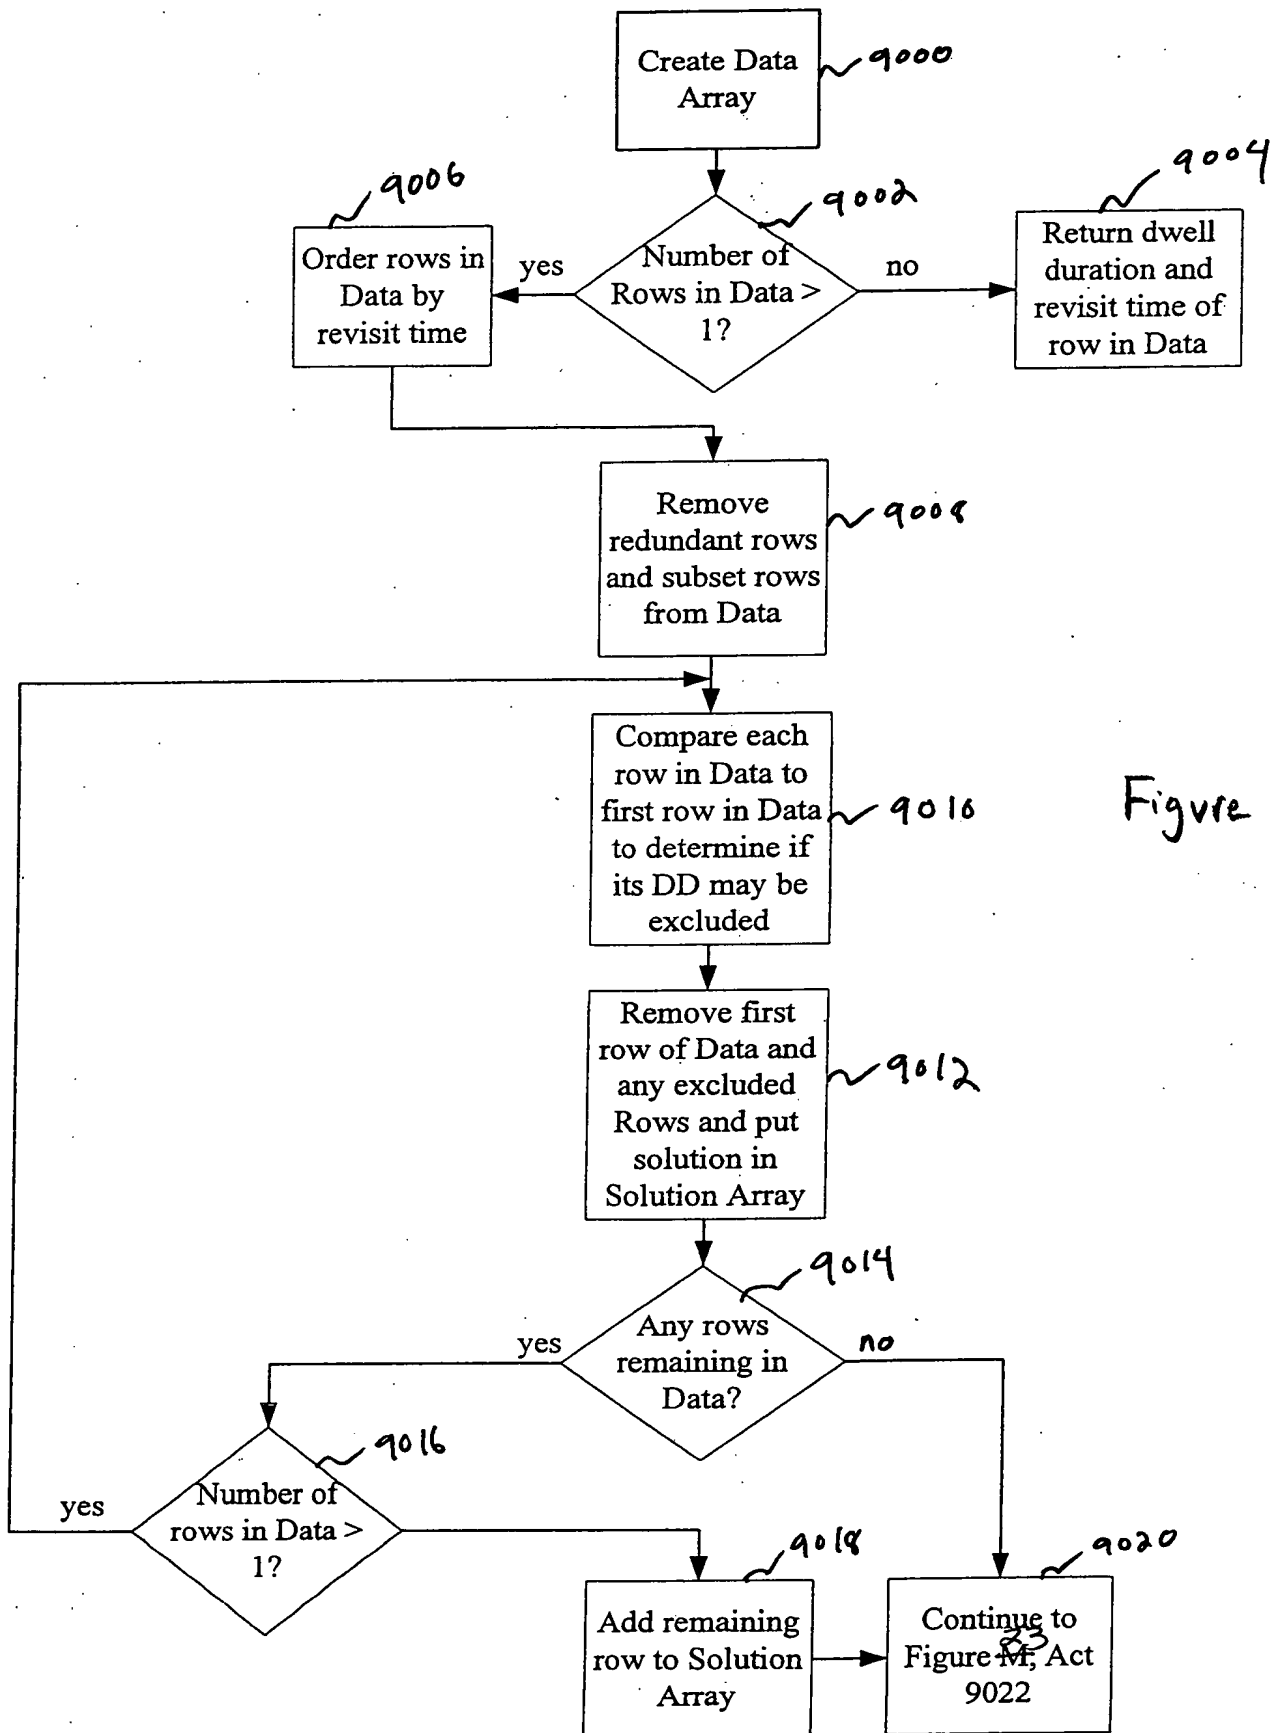 Create Data
Array
9000
9006
9002
9004
Order rows in
Data by
revisit time
yes
Number of
Rows in Data >
1?
no
Return dwell
duration and
revisit time of
row in Data
Remove
redundant rows
and subset rows
from Data
9008
Compare each
row in Data to
first row in Data
to determine if
its DD may be
excluded
9010
Figure
Remove first
row of Data and
any excluded
Rows and put
solution in
Solution Array
9012
9014
yes
Any rows
remaining in
Data?
no
9016
yes
Number of
rows in Data >
1?
9018
9020
Add remaining
row to Solution
Array
Continue to
23
Figure M, Act
9022